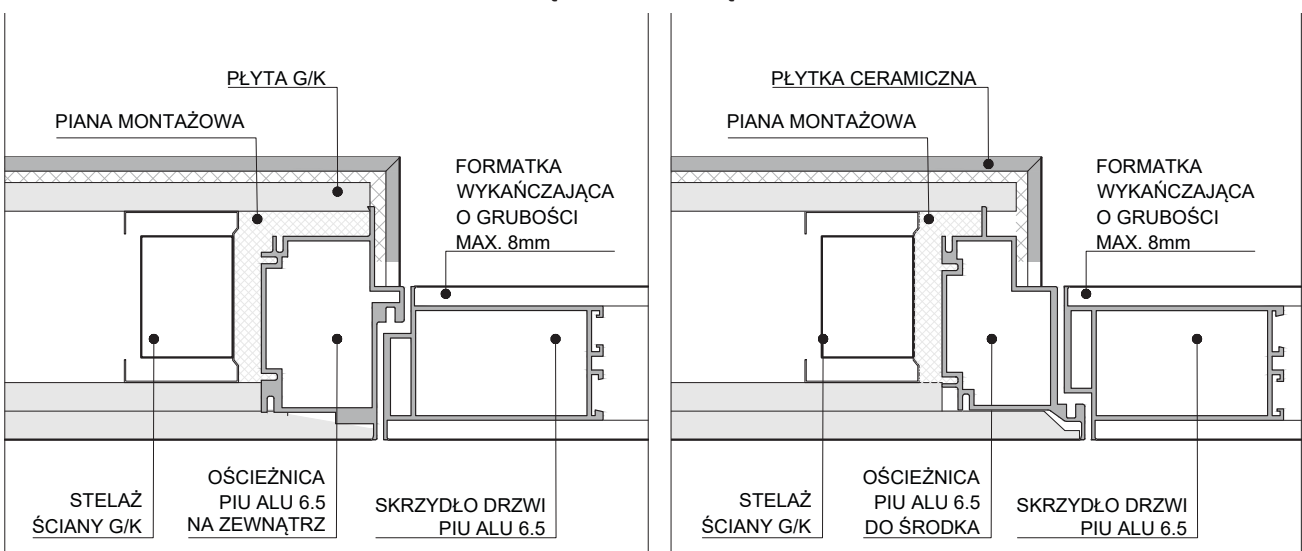 PŁYTA G/K
PIANA MONTAŻOWA
FORMATKA
WYKAŃCZAJĄCA
O GRUBOŚCI
MAX. 8mm
STELAŻ
ŚCIANY G/K
OŚCIEŻNICA
PIU ALU 6.5
NA ZEWNĄTRZ
SKRZYDŁO DRZWI
PIU ALU 6.5
PŁYTKA CERAMICZNA
PIANA MONTAŻOWA
FORMATKA
WYKAŃCZAJĄCA
O GRUBOŚCI
MAX. 8mm
STELAŻ
ŚCIANY G/K
OŚCIEŻNICA
PIU ALU 6.5
DO ŚRODKA
SKRZYDŁO DRZWI
PIU ALU 6.5